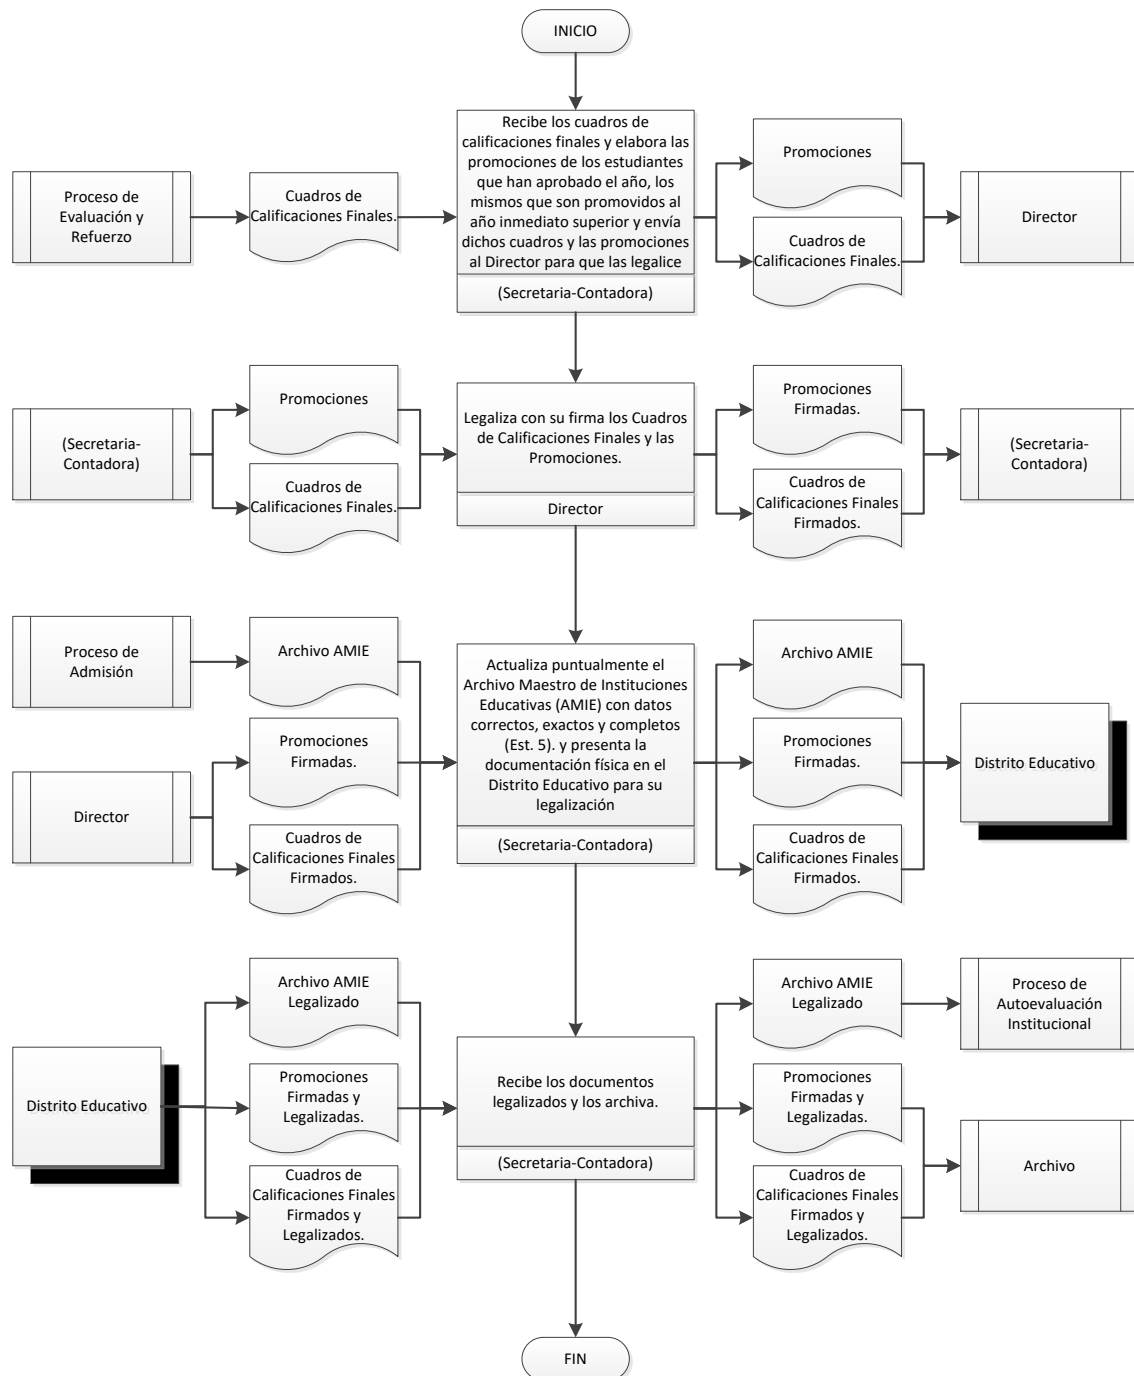 INICIO
Proceso de
Evaluación y
Refuerzo
Cuadros de
Calificaciones Finales.
Recibe los cuadros de
calificaciones finales y elabora las
promociones de los estudiantes
que han aprobado el año, los
mismos que son promovidos al
año inmediato superior y envía
dichos cuadros y las promociones
al Director para que las legalice
(Secretaria-Contadora)
Promociones
Cuadros de
Calificaciones Finales.
Director
(Secretaria-
Contadora)
Promociones
Cuadros de
Calificaciones Finales.
Legaliza con su firma los Cuadros
de Calificaciones Finales y las
Promociones.
Director
Promociones
Firmadas.
Cuadros de
Calificaciones Finales
Firmados.
(Secretaria-
Contadora)
Proceso de
Admisión
Director
Archivo AMIE
Promociones
Firmadas.
Cuadros de
Calificaciones Finales
Firmados.
Actualiza puntualmente el
Archivo Maestro de Instituciones
Educativas (AMIE) con datos
correctos, exactos y completos
(Est. 5). y presenta la
documentación física en el
Distrito Educativo para su
legalización
(Secretaria-Contadora)
Archivo AMIE
Promociones
Firmadas.
Cuadros de
Calificaciones Finales
Firmados.
Distrito Educativo
Distrito Educativo
Archivo AMIE
Legalizado
Promociones
Firmadas y
Legalizadas.
Cuadros de
Calificaciones Finales
Firmados y
Legalizados.
Recibe los documentos
legalizados y los archiva.
(Secretaria-Contadora)
Archivo AMIE
Legalizado
Promociones
Firmadas y
Legalizadas.
Cuadros de
Calificaciones Finales
Firmados y
Legalizados.
Proceso de
Autoevaluación
Institucional
Archivo
FIN